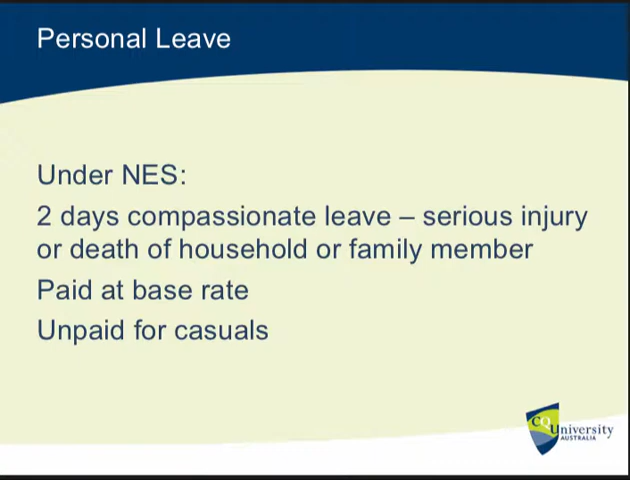 Personal Leave
Under NES:
2 days compassionate leave – serious injury
or death of household or family member
Paid at base rate
Unpaid for casuals
CQUniversity
AUSTRALIA